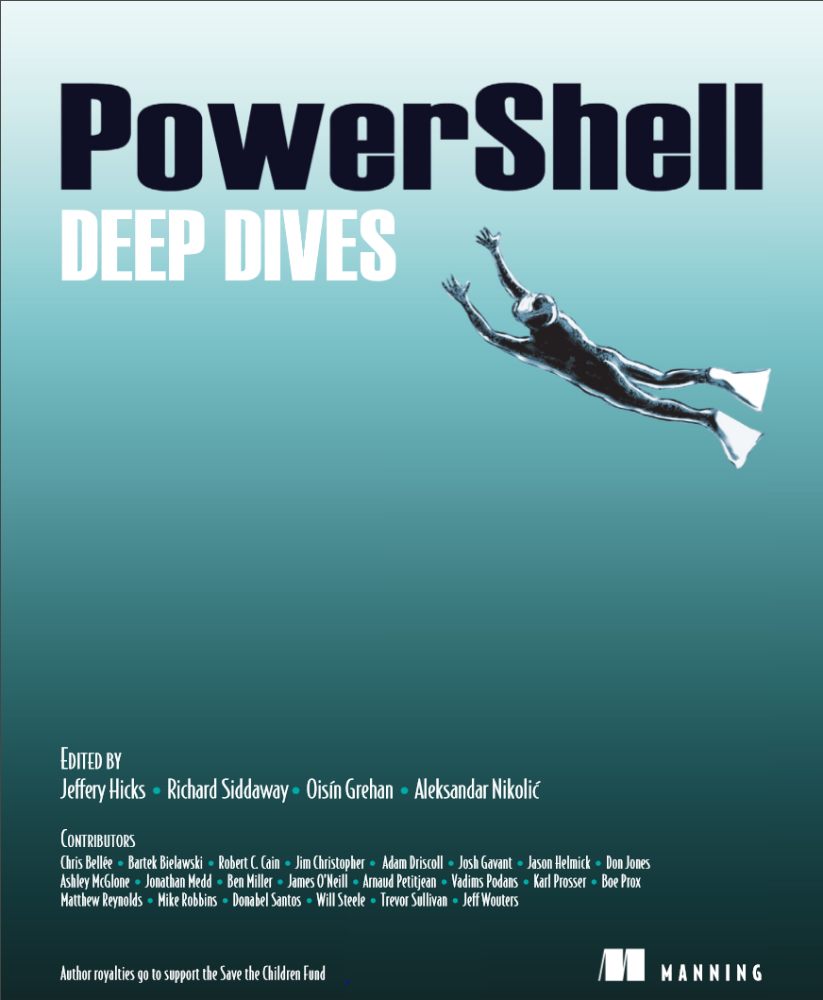 PowerShell
DEEP DIVES
EDITED BY
Jeffery Hicks • Richard Siddaway • Oisín Grehan • Aleksandar Nikolić
CONTRIBUTORS
Chris Bellée • Bartek Bielawski • Robert C. Cain • Jim Christopher • Adam Driscoll • Josh Gavant • Jason Helmick • Don Jones
Ashley McGlone • Jonathan Medd • Ben Miller • James O'Neill • Arnaud Petitjean • Vadims Podans • Karl Prosser • Boe Prox
Matthew Reynolds • Mike Robbins • Donabel Santos • Will Steele • Trevor Sullivan • Jeff Wouters
Author royalties go to support the Save the Children Fund
MANNING